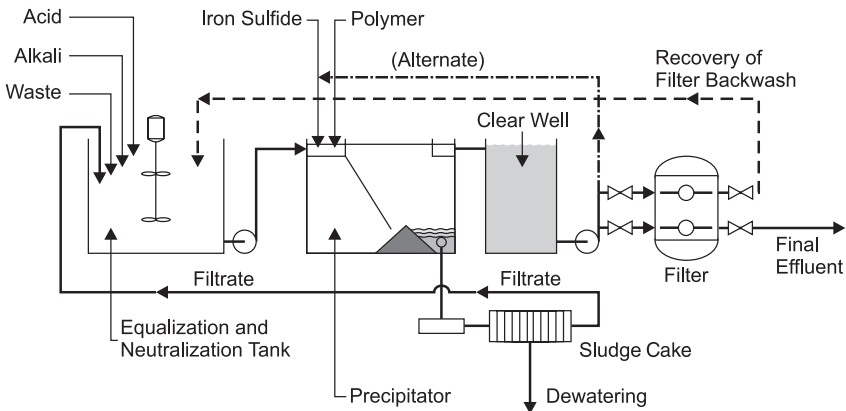 Acid
Iron Sulfide
Polymer
Alkali
(Alternate)
Recovery of
Filter Backwash
Waste
Clear Well
Final
Effluent
Filter
Filtrate
Filtrate
Equalization and
Neutralization Tank
Sludge Cake
Precipitator
Dewatering